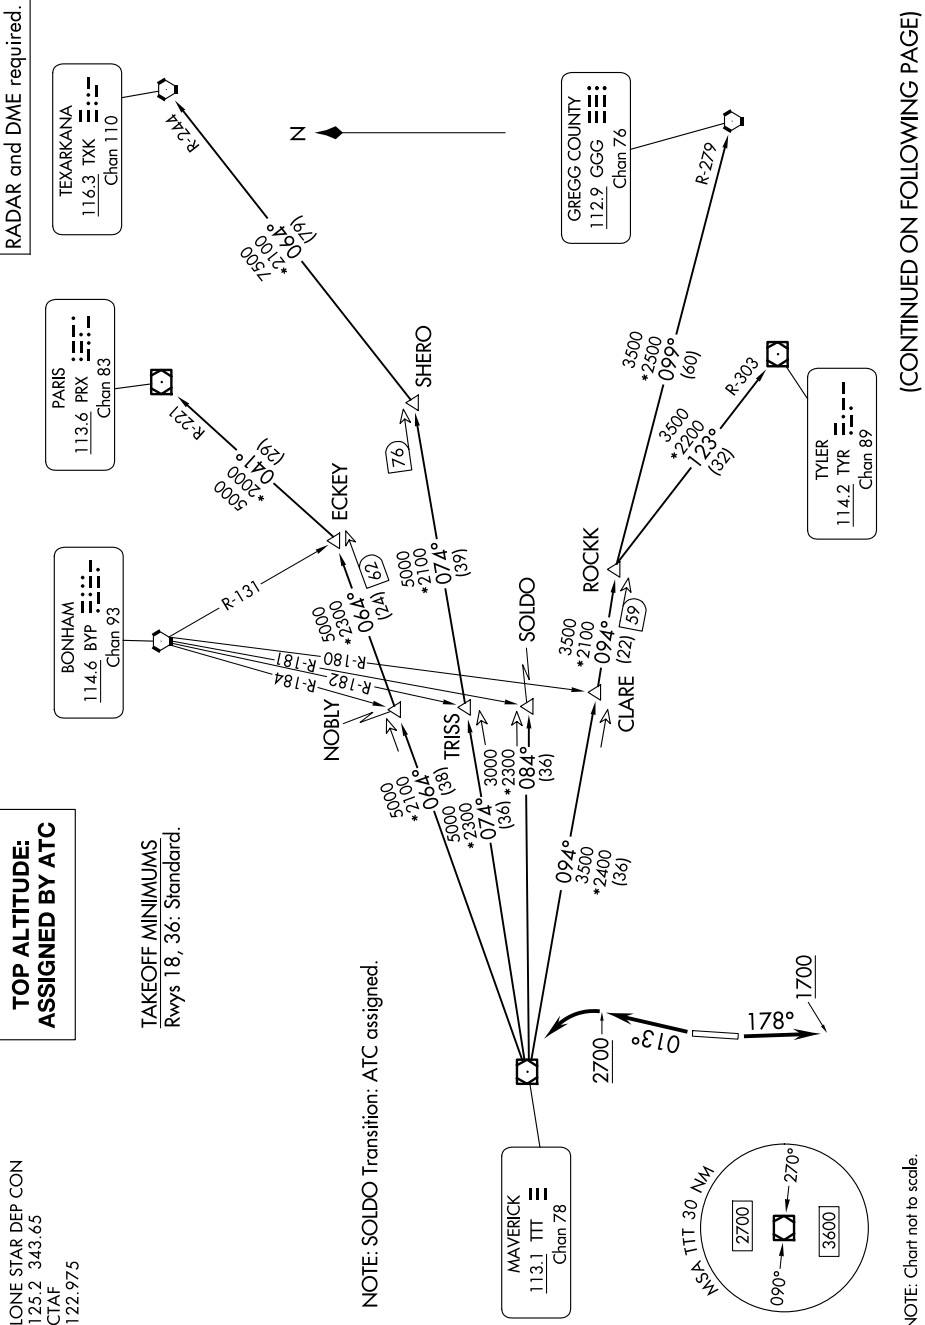 LONE STAR DEP CON
125.2 343.65
CTAF
122.975
TOP ALTITUDE:
ASSIGNED BY ATC
RADAR and DME required.
TAKEOFF MINIMUMS
Rwys 18, 36: Standard.
NOTE: SOLDO Transition: ATC assigned.
BONHAM
114.6 BYP
Chan 93
PARIS
113.6 PRX
Chan 83
TEXARKANA
116.3 TXK
Chan 110
N
R-131
R-184
R-182
R-181
R-180
R-221
R-244
5000
*2000
041°
(29)
7500
*2100
064°
(79)
ECKEY
62
5000
*2300
064°
(24)
SHERO
76
5000
*2100
074°
(39)
NOBLY
5000
*2100
064°
(38)
TRISS
5000
*2300
074°
(36)
SOLDO
3000
*2300
084°
(36)
CLARE
094°
3500
*2400
(36)
ROCKK
59
3500
*2100
094°
(22)
3500
*2500
099°
(60)
R-279
3500
*2200
123°
(32)
R-303
GREGG COUNTY
112.9 GGG
Chan 76
TYLER
114.2 TYR
Chan 89
MAVERICK
113.1 TTT
Chan 78
2700
013°
178°
1700
MSA TTT 30 NM
2700
090°
270°
3600
NOTE: Chart not to scale.
(CONTINUED ON FOLLOWING PAGE)